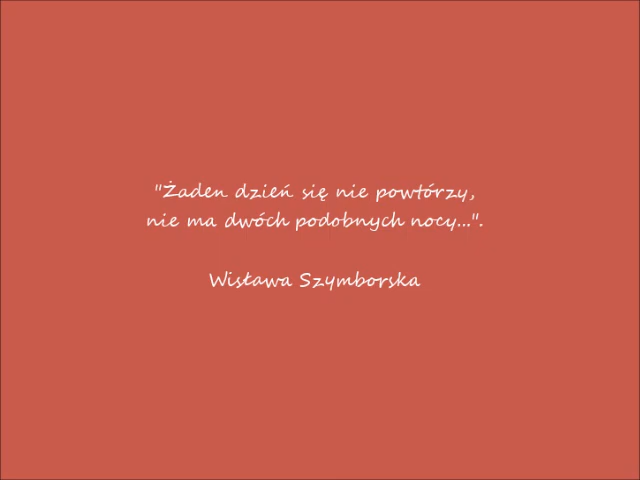 "Żaden dzień się nie powtórzy,
nie ma dwóch podobnych nocy...".
Wisława Szymborska